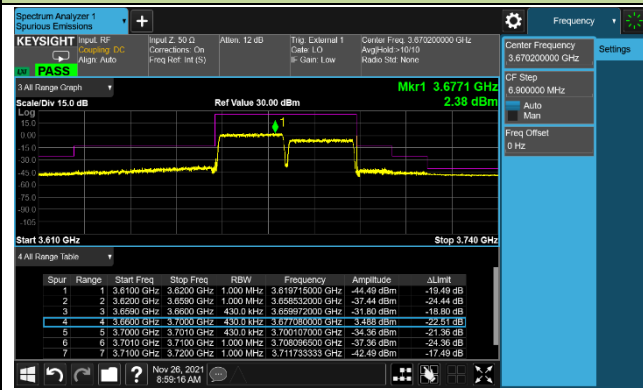 Spectrum Analyzer 1
Spurious Emissions
Frequency
KEYSIGHT
Input: RF
Coupling: DC
Align: Auto
Input Z: 50 Ω
Corrections: On
Freq Ref: Int (S)
Atten: 12 dB
Trig: External 1
Gate: LO
IF Gain: Low
Center Freq: 3.670200000 GHz
Avg|Hold:>10/10
Radio Std: None
PASS
Center Frequency
3.670200000 GHz
Settings
CF Step
6.900000 MHz
Auto
Man
Freq Offset
0 Hz
3 All Range Graph
Mkr1 3.6771 GHz
Scale/Div 15.0 dB
Ref Value 30.00 dBm
2.38 dBm
Log
15.0
0.00
-15.0
-30.0
-45.0
-60.0
-75.0
-90.0
-105
1
Start 3.610 GHz
Stop 3.740 GHz
4 All Range Table
Spur Range Start Freq Stop Freq RBW Frequency Amplitude ΔLimit
1 1 3.6100 GHz 3.6200 GHz 1.000 MHz 3.619715000 GHz -44.49 dBm -19.49 dB
2 2 3.6200 GHz 3.6590 GHz 1.000 MHz 3.658532000 GHz -37.44 dBm -24.44 dB
3 3 3.6590 GHz 3.6600 GHz 430.0 kHz 3.659972000 GHz -31.80 dBm -18.80 dB
4 4 3.6600 GHz 3.7000 GHz 430.0 kHz 3.677080000 GHz 3.488 dBm -22.51 dB
5 5 3.7000 GHz 3.7010 GHz 430.0 kHz 3.700107000 GHz -34.36 dBm -21.36 dB
6 6 3.7010 GHz 3.7100 GHz 1.000 MHz 3.708096500 GHz -37.36 dBm -24.36 dB
7 7 3.7100 GHz 3.7200 GHz 1.000 MHz 3.711733333 GHz -42.49 dBm -17.49 dB
Nov 26, 2021
8:59:16 AM